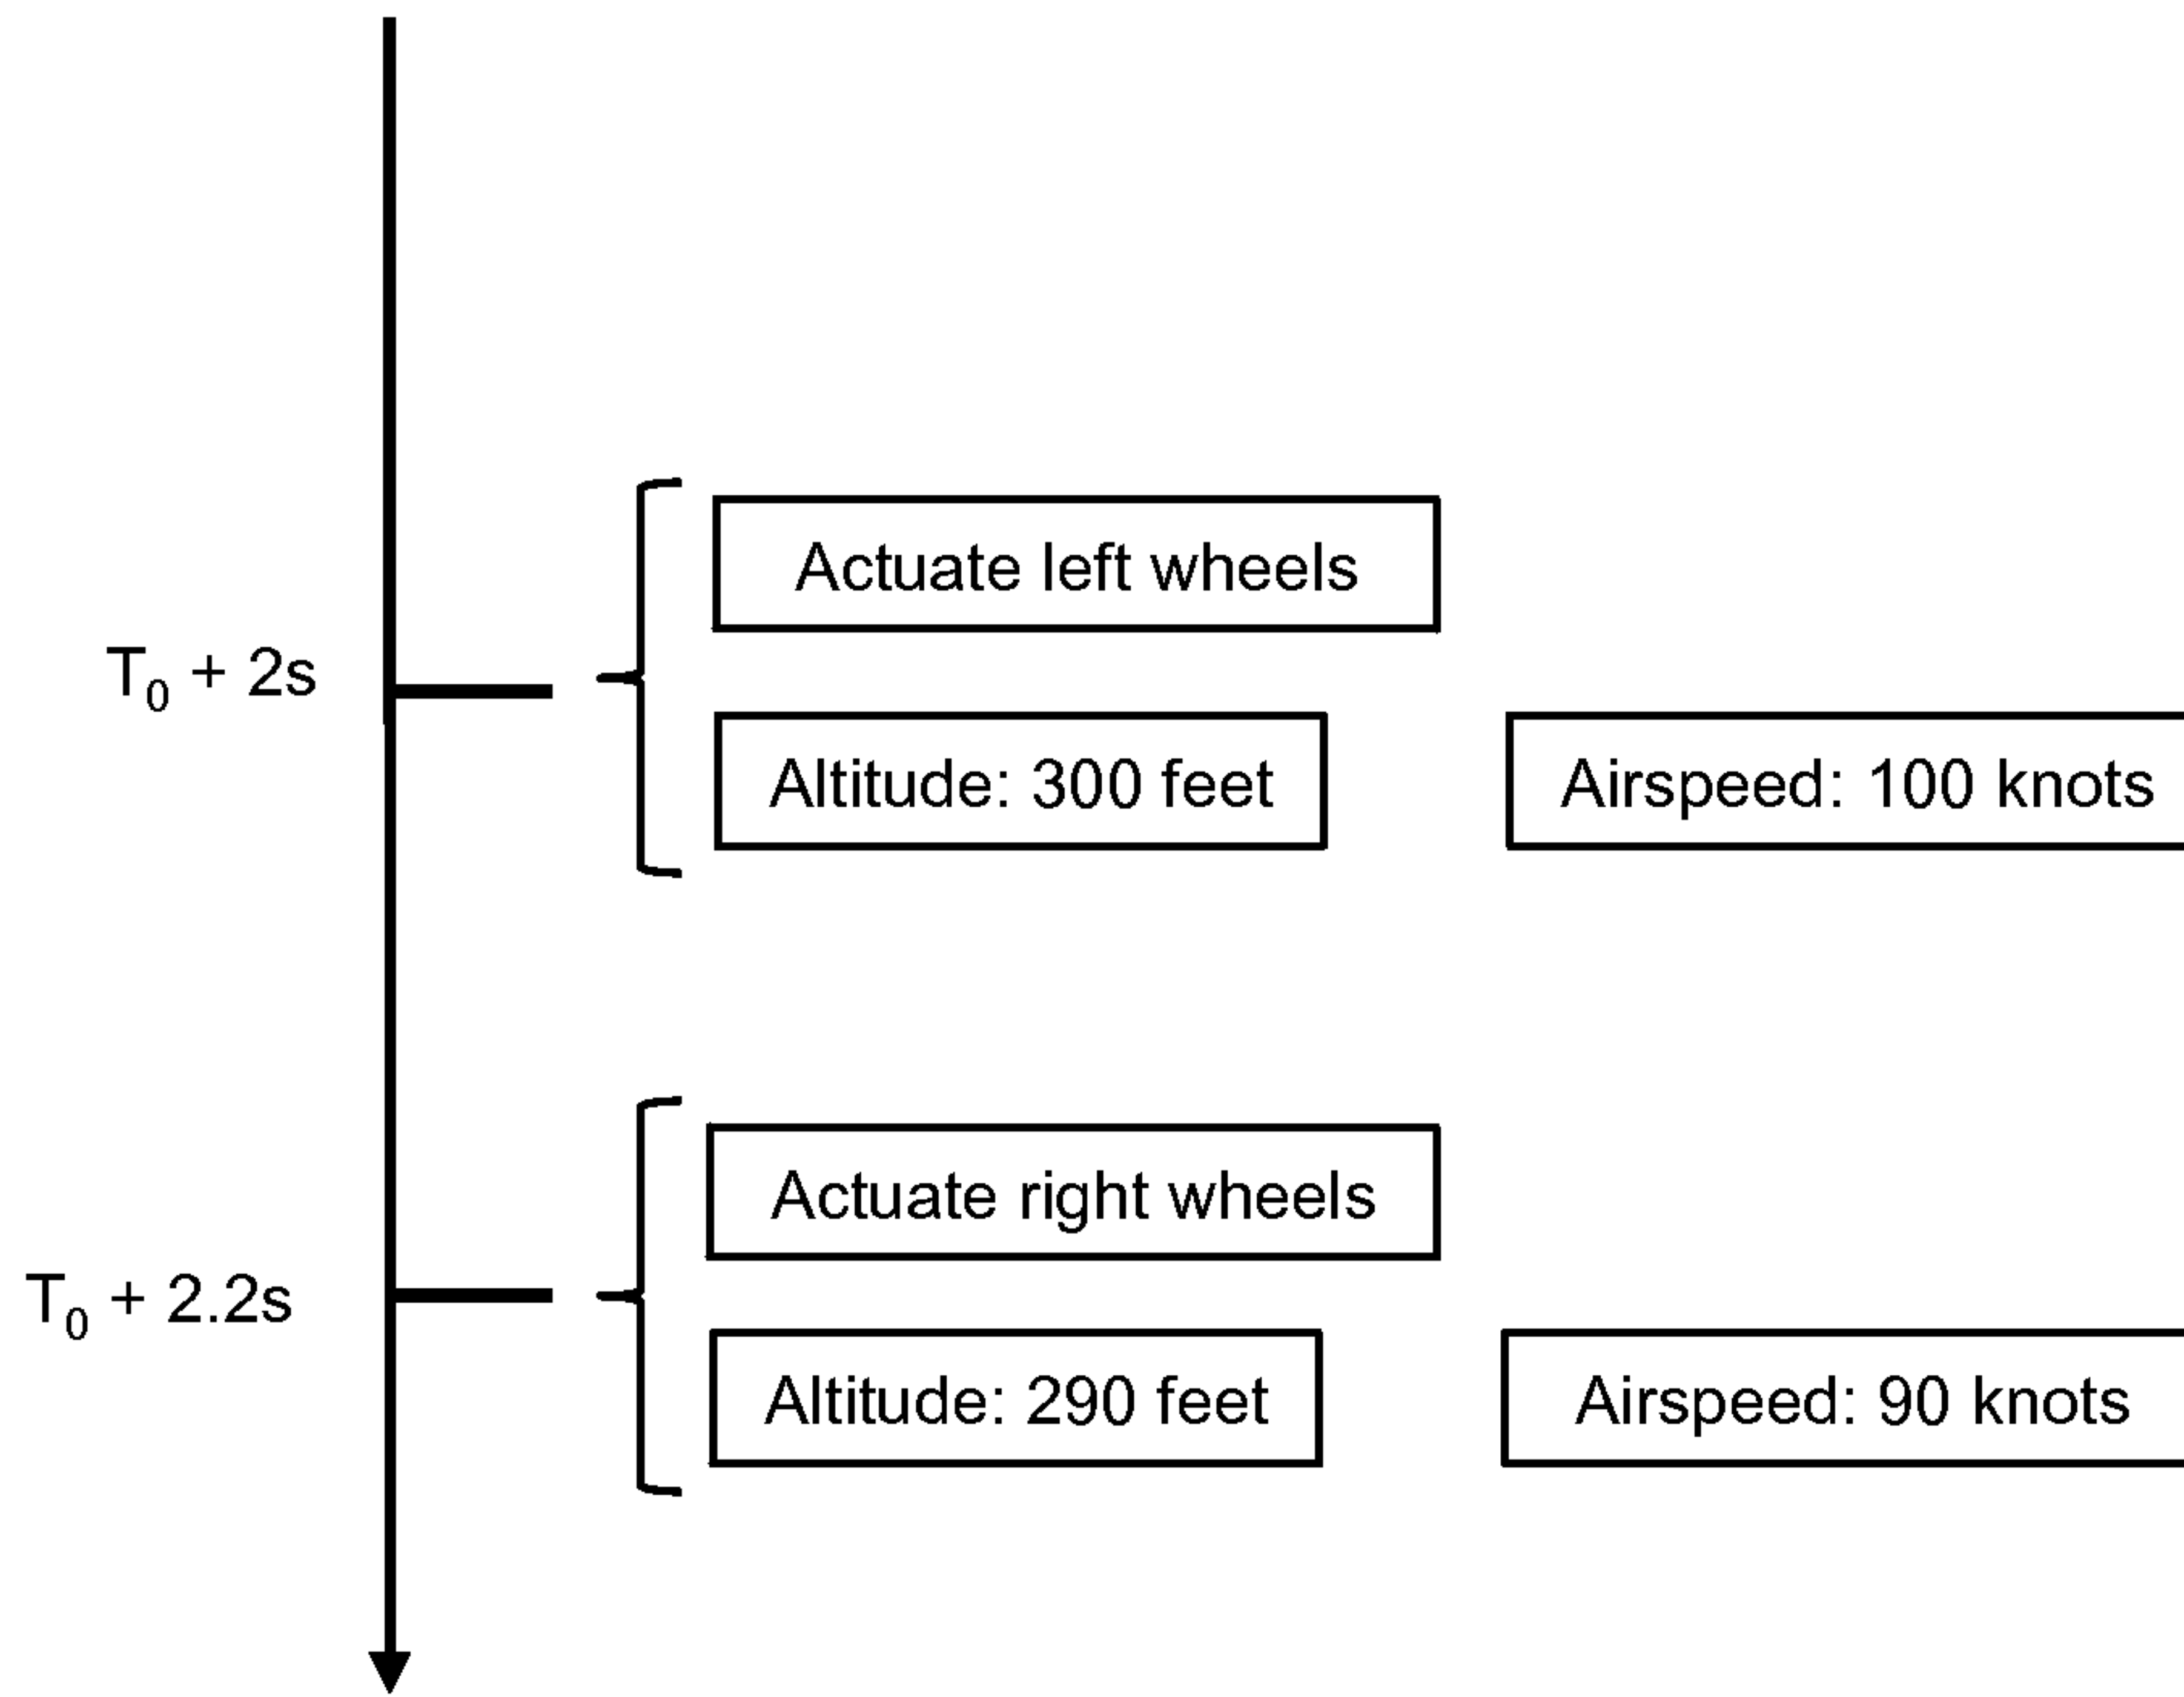 Actuate left wheels
T₀ + 2s
Altitude: 300 feet
Airspeed: 100 knots
Actuate right wheels
T₀ + 2.2s
Altitude: 290 feet
Airspeed: 90 knots